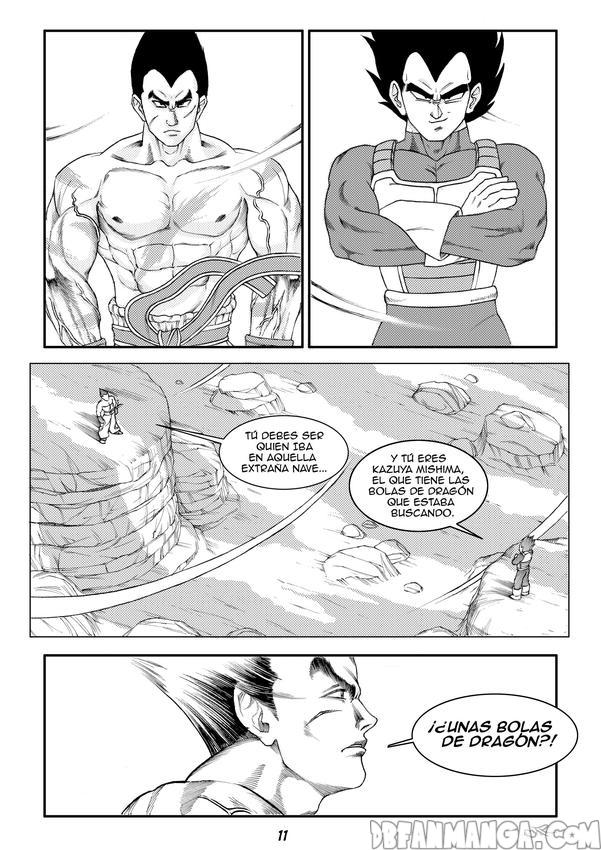 TÚ DEBES SER
QUIEN IBA
EN AQUELLA
EXTRAÑA NAVE...
Y TÚ ERES
KAZUYA MISHIMA,
EL QUE TIENE LAS
BOLAS DE DRAGÓN
QUE ESTABA
BUSCANDO.
¡¿UNAS BOLAS
DE DRAGÓN?!
11
DBFANMANGA.COM